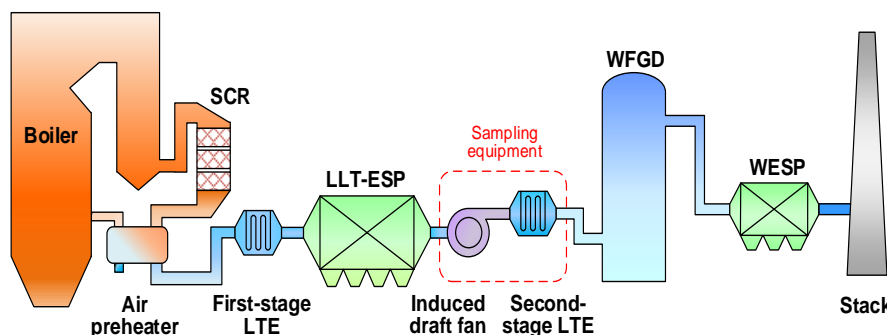 Boiler
SCR
Air
preheater
First-stage
LTE
LLT-ESP
Sampling
equipment
Induced
draft fan
Second-
stage LTE
WFGD
WESP
Stack